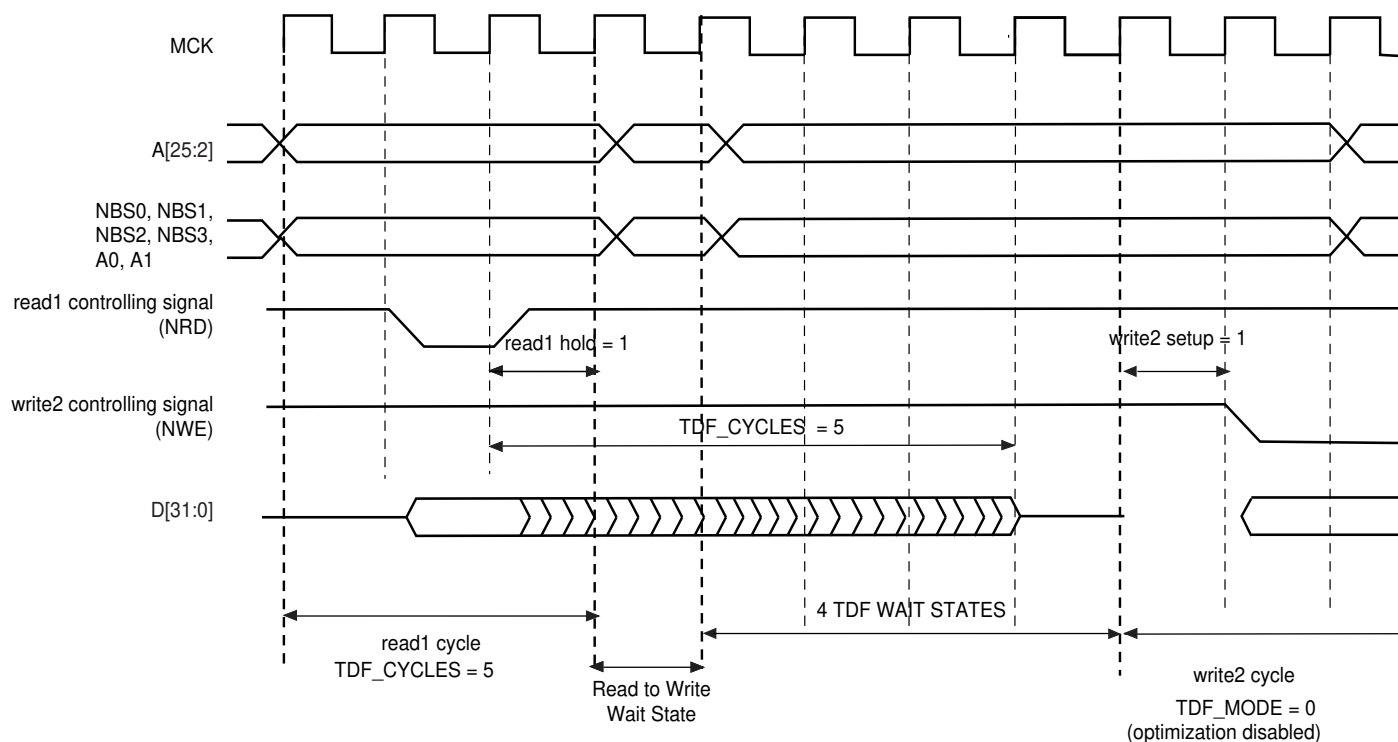 MCK
A[25:2]
NBS0, NBS1,
NBS2, NBS3,
A0, A1
read1 controlling signal
(NRD)
read1 hold = 1
write2 setup = 1
write2 controlling signal
(NWE)
TDF_CYCLES = 5
D[31:0]
4 TDF WAIT STATES
read1 cycle
TDF_CYCLES = 5
Read to Write
Wait State
write2 cycle
TDF_MODE = 0
(optimization disabled)